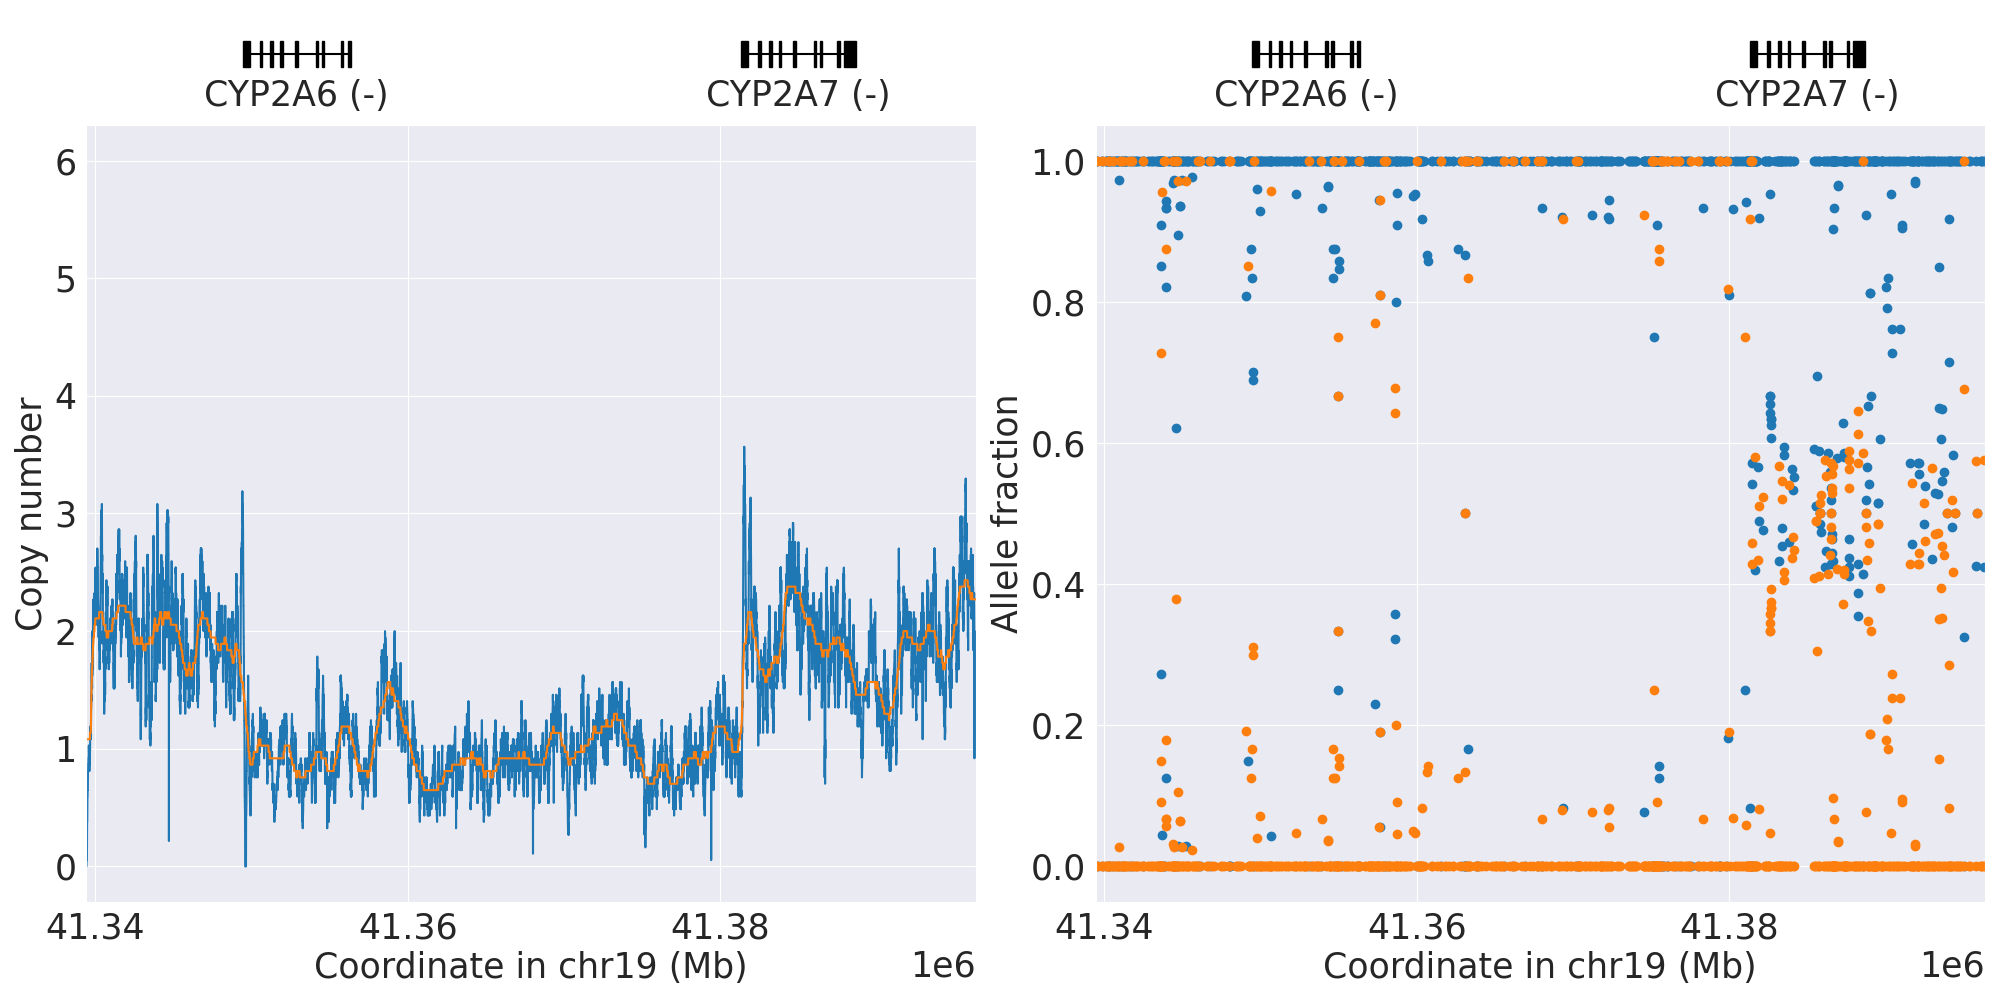 CYP2A6 (-)
CYP2A7 (-)
6
5
4
3
2
1
0
Copy number
41.34
41.36
41.38
Coordinate in chr19 (Mb)
1e6
CYP2A6 (-)
CYP2A7 (-)
1.0
0.8
0.6
0.4
0.2
0.0
Allele fraction
41.34
41.36
41.38
Coordinate in chr19 (Mb)
1e6